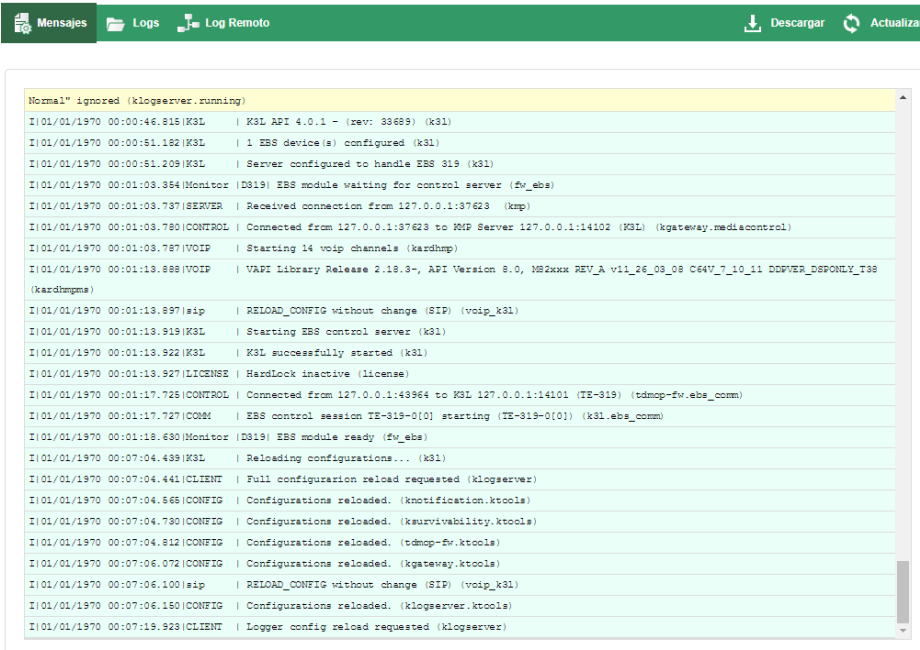 Mensajes Logs Log Remoto Descargar Actualiza
Normal" ignored (klogserver.running)
I|01/01/1970 00:00:46.815|K3L | K3L API 4.0.1 - (rev: 33689) (k3l)
I|01/01/1970 00:00:51.182|K3L | 1 EBS device(s) configured (k3l)
I|01/01/1970 00:00:51.209|K3L | Server configured to handle EBS 319 (k3l)
I|01/01/1970 00:01:03.354|Monitor |D319| EBS module waiting for control server (fw_ebs)
I|01/01/1970 00:01:03.737|SERVER | Received connection from 127.0.0.1:37623 (kmp)
I|01/01/1970 00:01:03.780|CONTROL | Connected from 127.0.0.1:37623 to KMP Server 127.0.0.1:14102 (K3L) (kgateway.mediacontrol)
I|01/01/1970 00:01:03.787|VOIP | Starting 14 voip channels (kardhmp)
I|01/01/1970 00:01:13.888|VOIP | VAPI Library Release 2.18.3-, API Version 8.0, M82xxx REV_A v11_26_03_08 C64V_7_10_11 DDPVER_DSPONLY_T38
(kardhmpms)
I|01/01/1970 00:01:13.897|sip | RELOAD_CONFIG without change (SIP) (voip_k3l)
I|01/01/1970 00:01:13.919|K3L | Starting EBS control server (k3l)
I|01/01/1970 00:01:13.922|K3L | K3L successfully started (k3l)
I|01/01/1970 00:01:13.927|LICENSE | HardLock inactive (license)
I|01/01/1970 00:01:17.725|CONTROL | Connected from 127.0.0.1:43964 to K3L 127.0.0.1:14101 (TE-319) (tdmop-fw.ebs_comm)
I|01/01/1970 00:01:17.727|COMM | EBS control session TE-319-0[0] starting (TE-319-0[0]) (k3l.ebs_comm)
I|01/01/1970 00:01:18.630|Monitor |D319| EBS module ready (fw_ebs)
I|01/01/1970 00:07:04.439|K3L | Reloading configurations... (k3l)
I|01/01/1970 00:07:04.441|CLIENT | Full configurarion reload requested (klogserver)
I|01/01/1970 00:07:04.565|CONFIG | Configurations reloaded. (knotification.ktools)
I|01/01/1970 00:07:04.730|CONFIG | Configurations reloaded. (ksurvivability.ktools)
I|01/01/1970 00:07:04.812|CONFIG | Configurations reloaded. (tdmop-fw.ktools)
I|01/01/1970 00:07:06.072|CONFIG | Configurations reloaded. (kgateway.ktools)
I|01/01/1970 00:07:06.100|sip | RELOAD_CONFIG without change (SIP) (voip_k3l)
I|01/01/1970 00:07:06.150|CONFIG | Configurations reloaded. (klogserver.ktools)
I|01/01/1970 00:07:19.923|CLIENT | Logger config reload requested (klogserver)